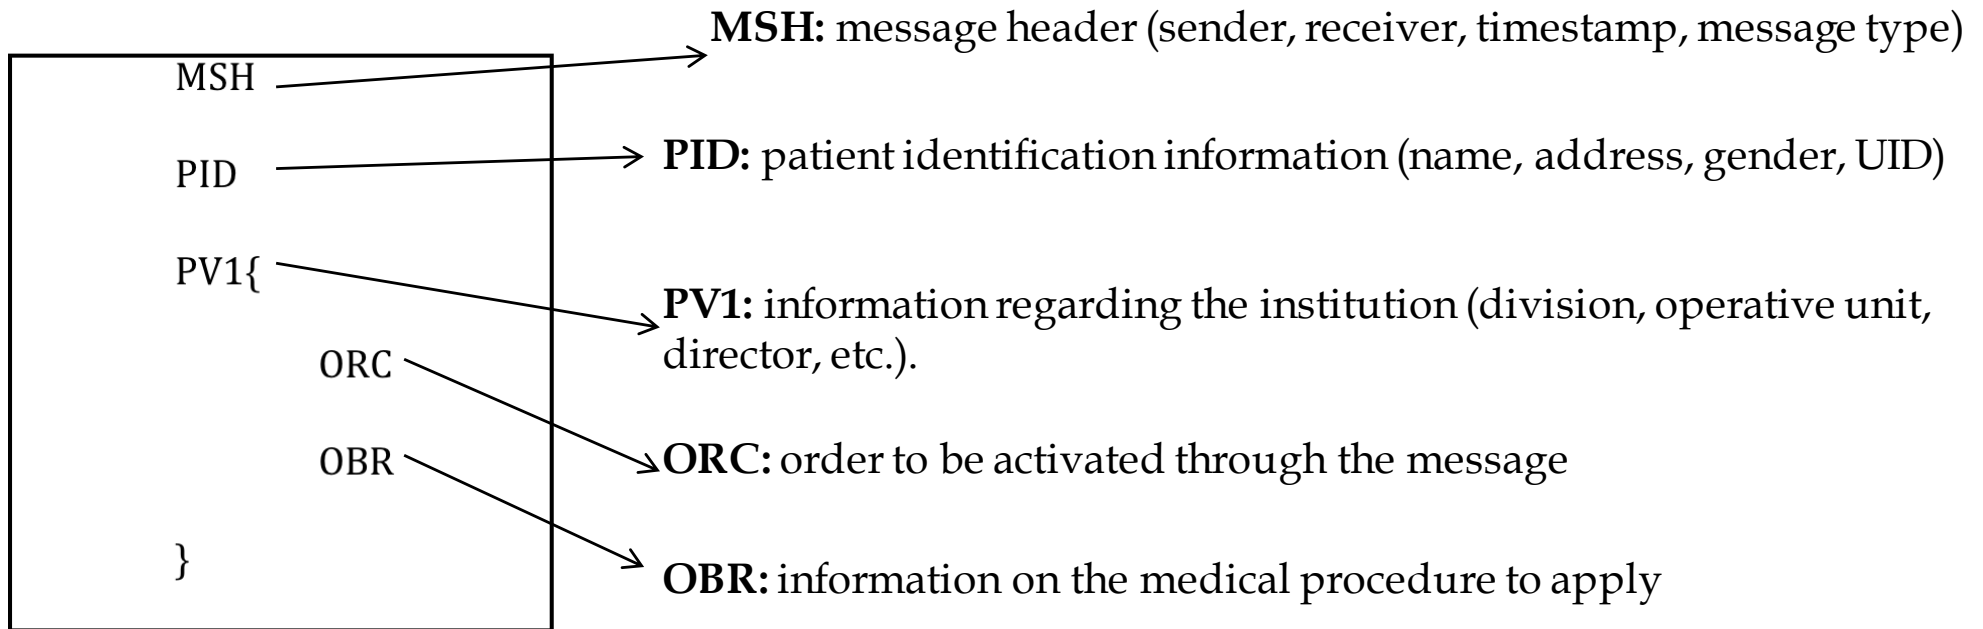 MSH
PID
PV1{
ORC
OBR
}
MSH: message header (sender, receiver, timestamp, message type)
PID: patient identification information (name, address, gender, UID)
PV1: information regarding the institution (division, operative unit,
director, etc.).
ORC: order to be activated through the message
OBR: information on the medical procedure to apply